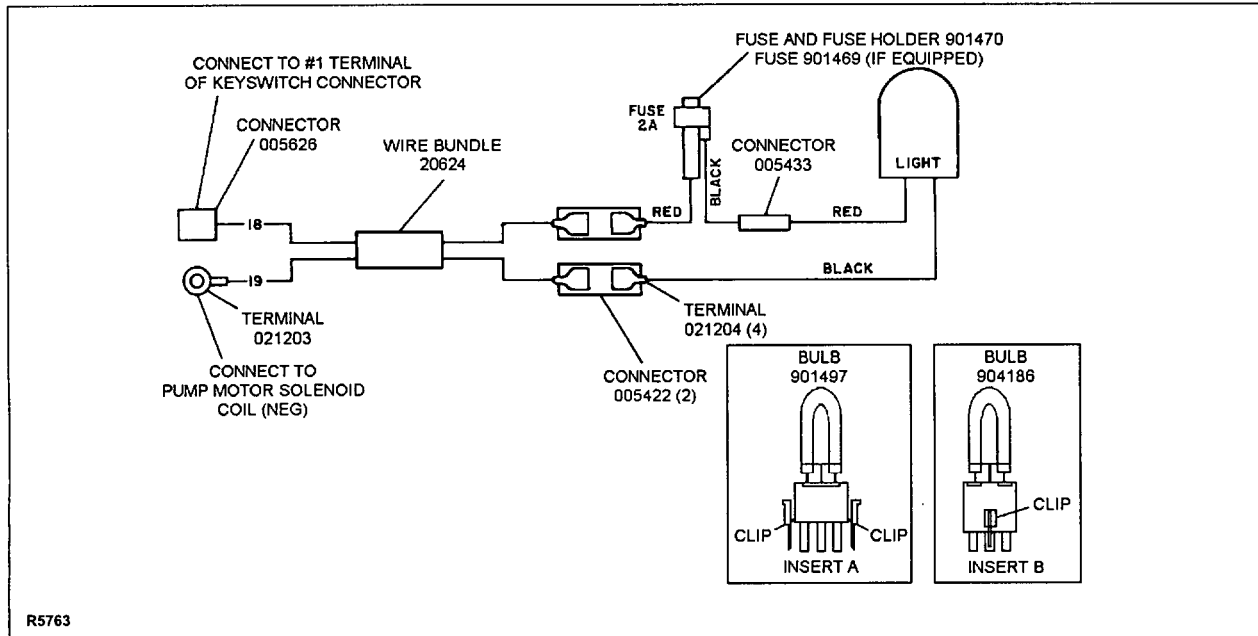 CONNECT TO #1 TERMINAL
OF KEYSWITCH CONNECTOR
CONNECTOR
005626
WIRE BUNDLE
20624
18
19
TERMINAL
021203
CONNECT TO
PUMP MOTOR SOLENOID
COIL (NEG)
FUSE AND FUSE HOLDER 901470
FUSE 901469 (IF EQUIPPED)
FUSE
2A
BLACK
CONNECTOR
005433
LIGHT
RED
RED
BLACK
TERMINAL
021204 (4)
CONNECTOR
005422 (2)
BULB
901497
CLIP
CLIP
INSERT A
BULB
904186
CLIP
INSERT B
R5763